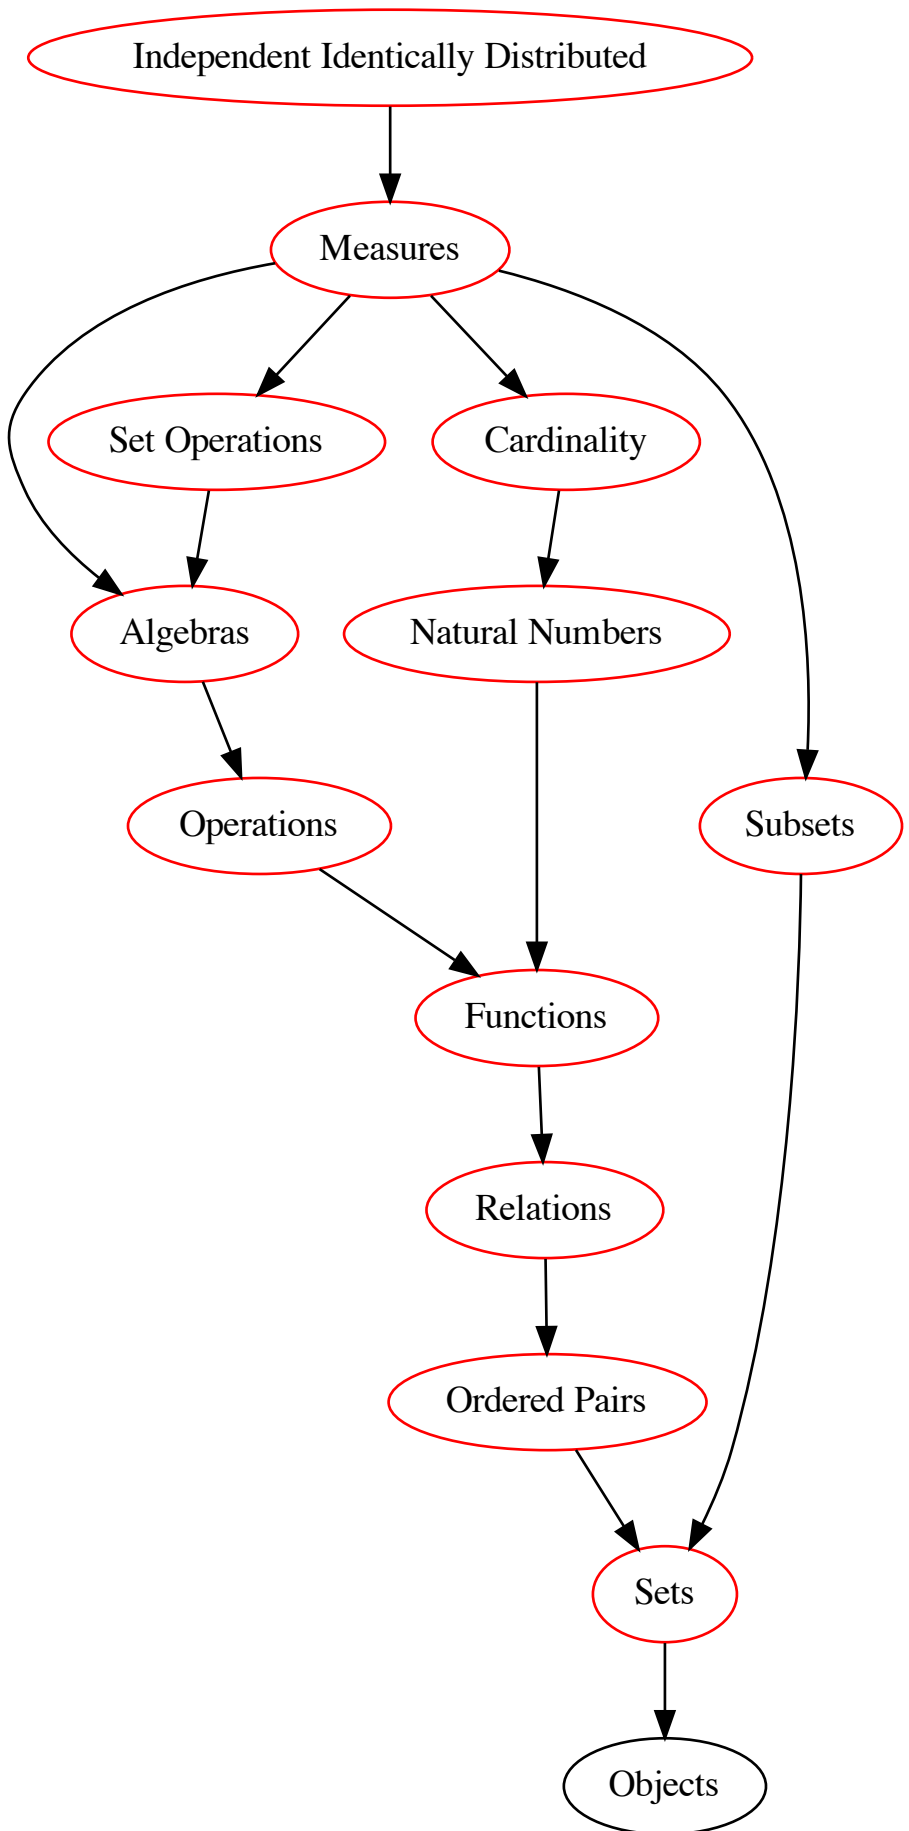 Independent Identically Distributed
Measures
Set Operations
Cardinality
Algebras
Natural Numbers
Operations
Subsets
Functions
Relations
Ordered Pairs
Sets
Objects